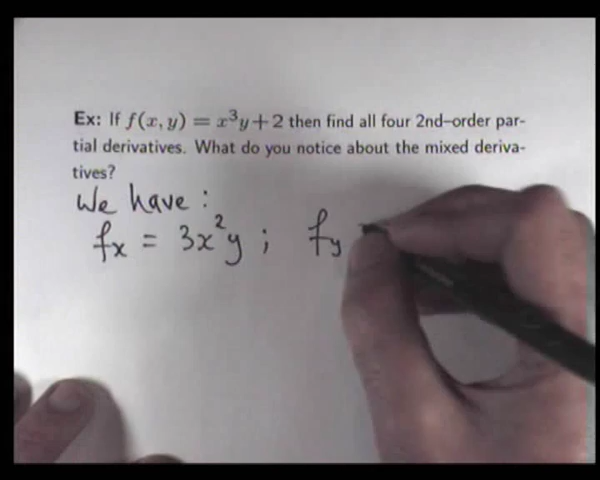 Ex: If f(x, y) = x³y+2 then find all four 2nd–order par-
tial derivatives. What do you notice about the mixed deriva-
tives?
We have:
fₓ = 3x²y ; f_y